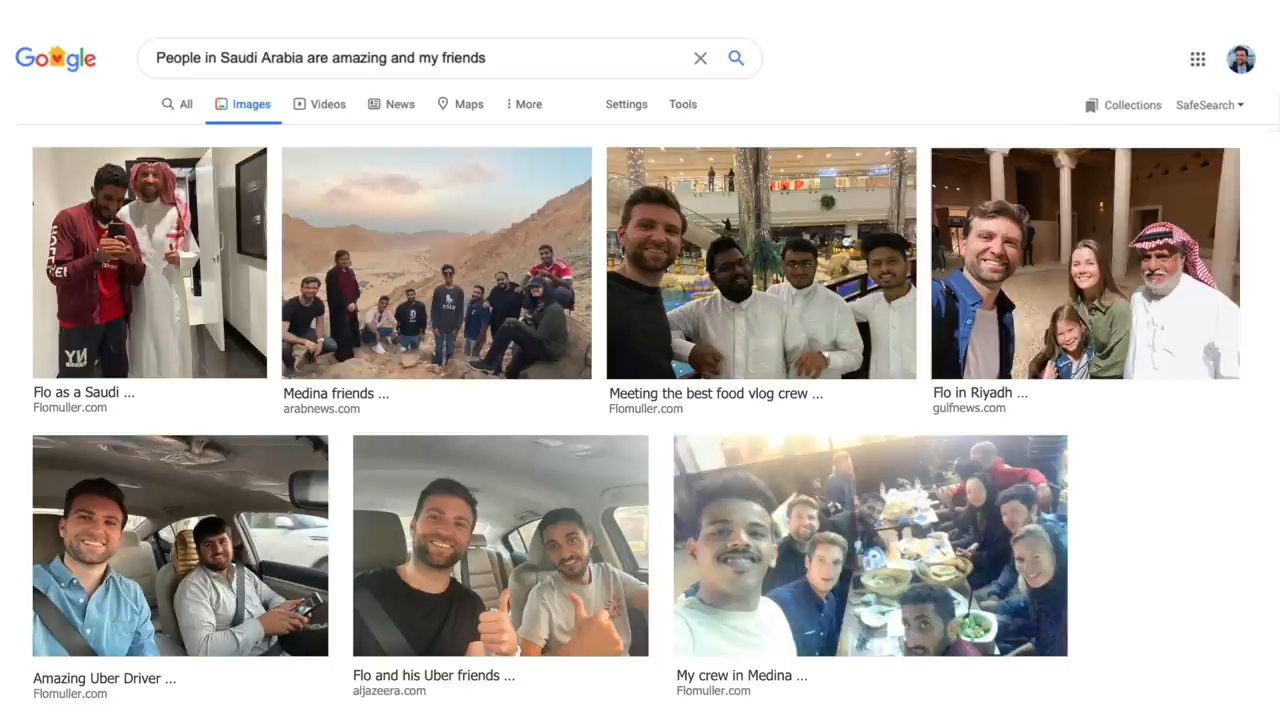 Google
People in Saudi Arabia are amazing and my friends
All Images Videos News Maps More Settings Tools
Collections SafeSearch
Flo as a Saudi ...
Flomuller.com
Medina friends ...
arabnews.com
Meeting the best food vlog crew ...
Flomuller.com
Flo in Riyadh ...
gulfnews.com
Amazing Uber Driver ...
Flomuller.com
Flo and his Uber friends ...
aljazeera.com
My crew in Medina ...
Flomuller.com